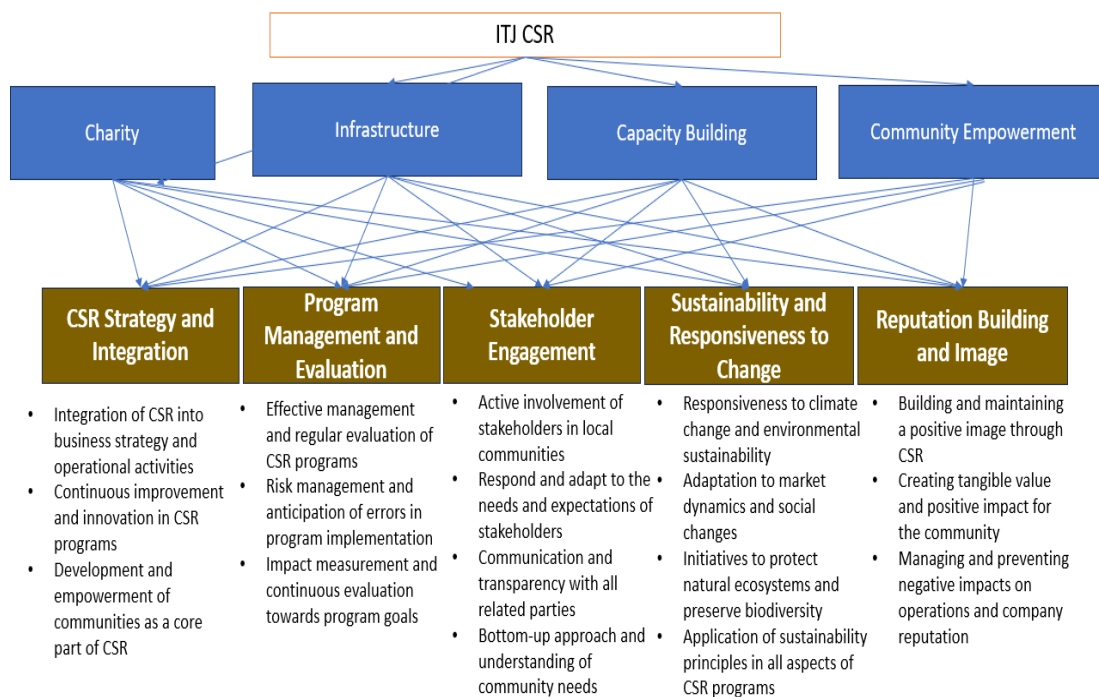 ITJ CSR
Charity
Infrastructure
Capacity Building
Community Empowerment
CSR Strategy and
Integration
Program
Management and
Evaluation
Stakeholder
Engagement
Sustainability and
Responsiveness to
Change
Reputation Building
and Image
• Integration of CSR into
business strategy and
operational activities
• Continuous improvement
and innovation in CSR
programs
• Development and
empowerment of
communities as a core
part of CSR
• Effective management
and regular evaluation of
CSR programs
• Risk management and
anticipation of errors in
program implementation
• Impact measurement and
continuous evaluation
towards program goals
• Active involvement of
stakeholders in local
communities
• Respond and adapt to the
needs and expectations of
stakeholders
• Communication and
transparency with all
related parties
• Bottom-up approach and
understanding of
community needs
• Responsiveness to climate
change and environmental
sustainability
• Adaptation to market
dynamics and social
changes
• Initiatives to protect
natural ecosystems and
preserve biodiversity
• Application of sustainability
principles in all aspects of
CSR programs
• Building and maintaining
a positive image through
CSR
• Creating tangible value
and positive impact for
the community
• Managing and preventing
negative impacts on
operations and company
reputation